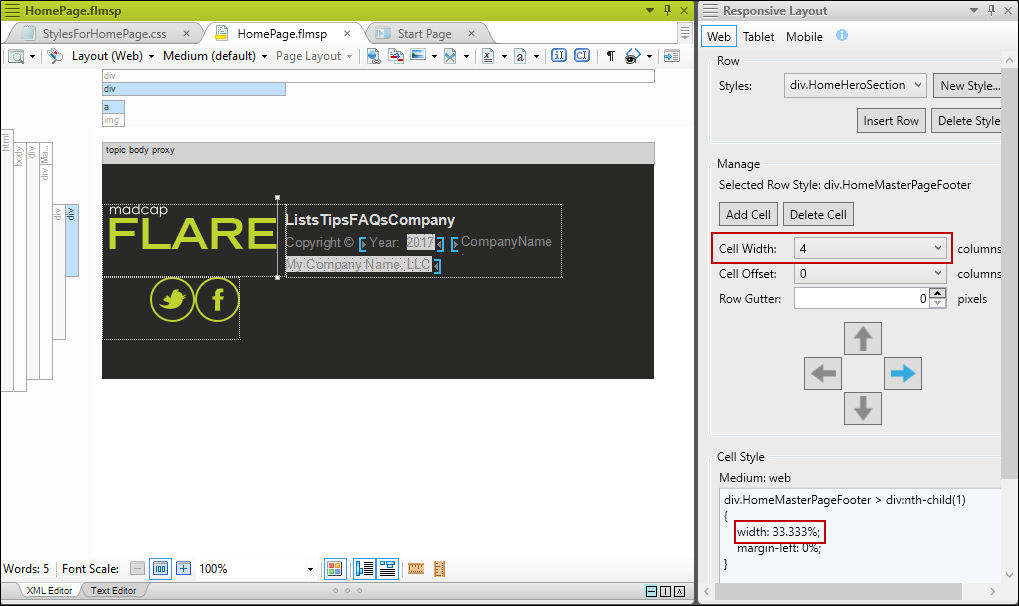 HomePage.flmsp
StylesForHomePage.css
HomePage.flmsp
Start Page
Layout (Web)
Medium (default)
Page Layout
div
div
a
img
html
body
div
Ma...
div
div
div
topic body proxy
madcap
FLARE
ListsTipsFAQsCompany
Copyright © Year: 2017 CompanyName
My Company Name, LLC
Words: 5
Font Scale:
100
100%
XML Editor
Text Editor
Responsive Layout
Web
Tablet
Mobile
Row
Styles:
div.HomeHeroSection
New Style...
Insert Row
Delete Style
Manage
Selected Row Style: div.HomeMasterPageFooter
Add Cell
Delete Cell
Cell Width:
4
columns
Cell Offset:
0
columns
Row Gutter:
0
pixels
Cell Style
Medium: web
div.HomeMasterPageFooter > div:nth-child(1)
{
width: 33.333%;
margin-left: 0%;
}